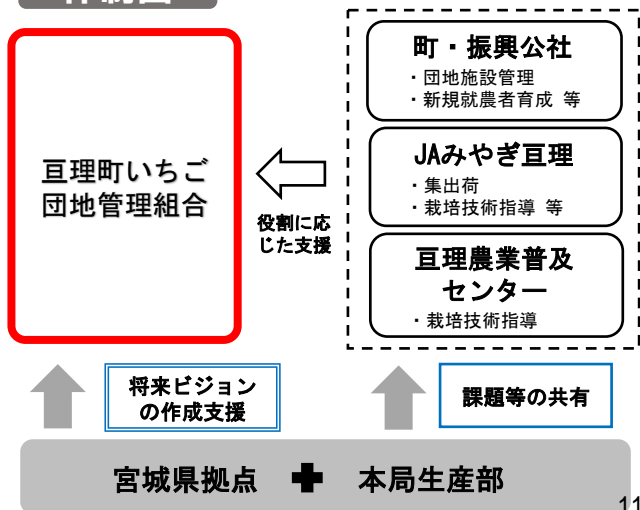 町・振興公社
・団地施設管理
・新規就農者育成 等
亘理町いちご
団地管理組合
役割に応
じた支援
JAみやぎ亘理
・集出荷
・栽培技術指導 等
亘理農業普及
センター
・栽培技術指導
将来ビジョン
の作成支援
課題等の共有
宮城県拠点 ✚ 本局生産部
11